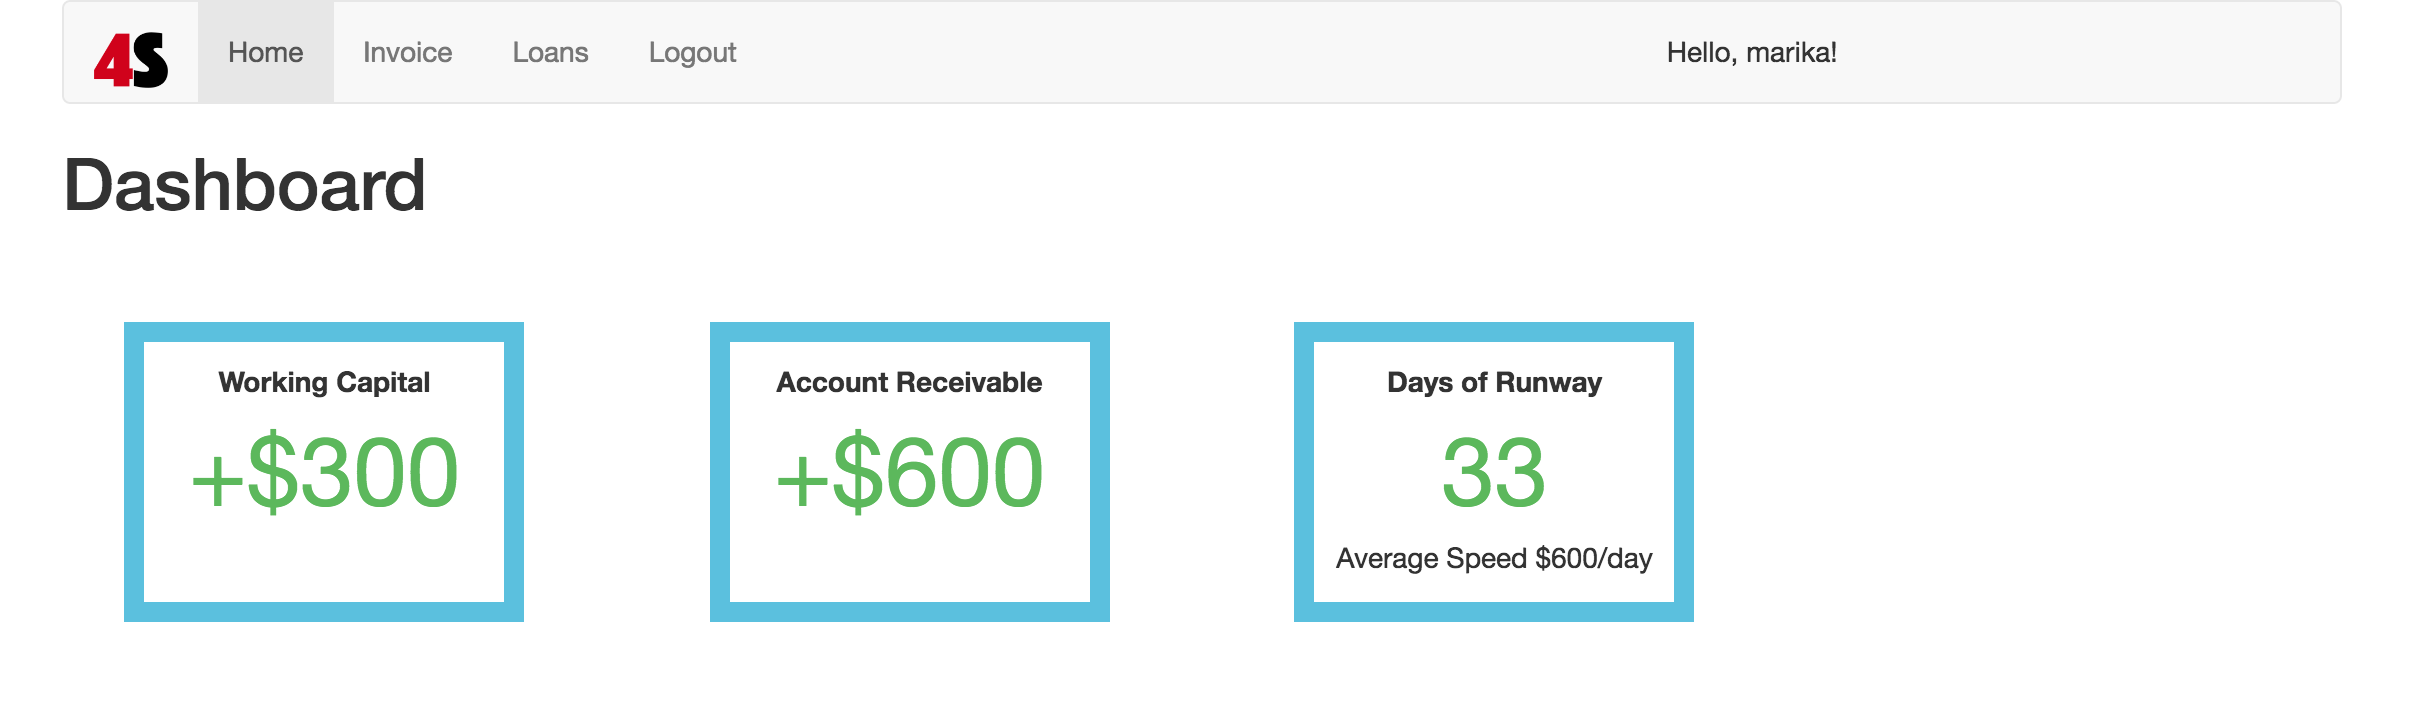 4S Home Invoice Loans Logout Hello, marika!
Dashboard
Working Capital
+$300
Account Receivable
+$600
Days of Runway
33
Average Speed $600/day